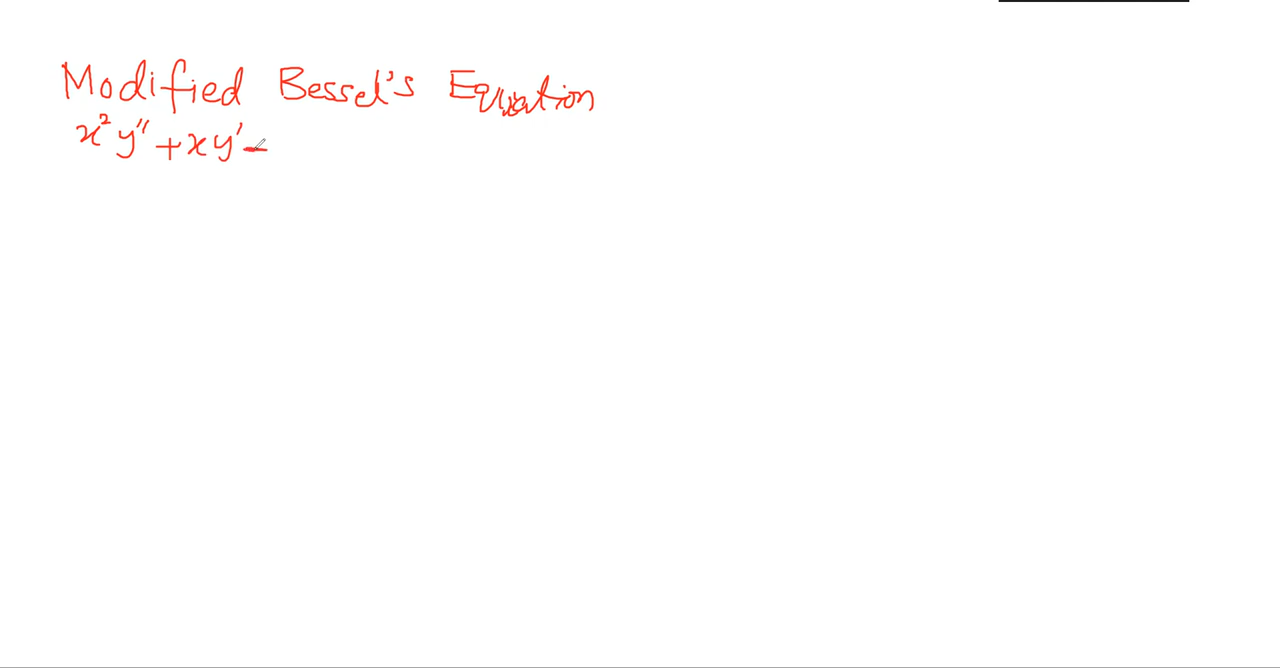 Modified Bessel's Equation
x²y" + xy' -